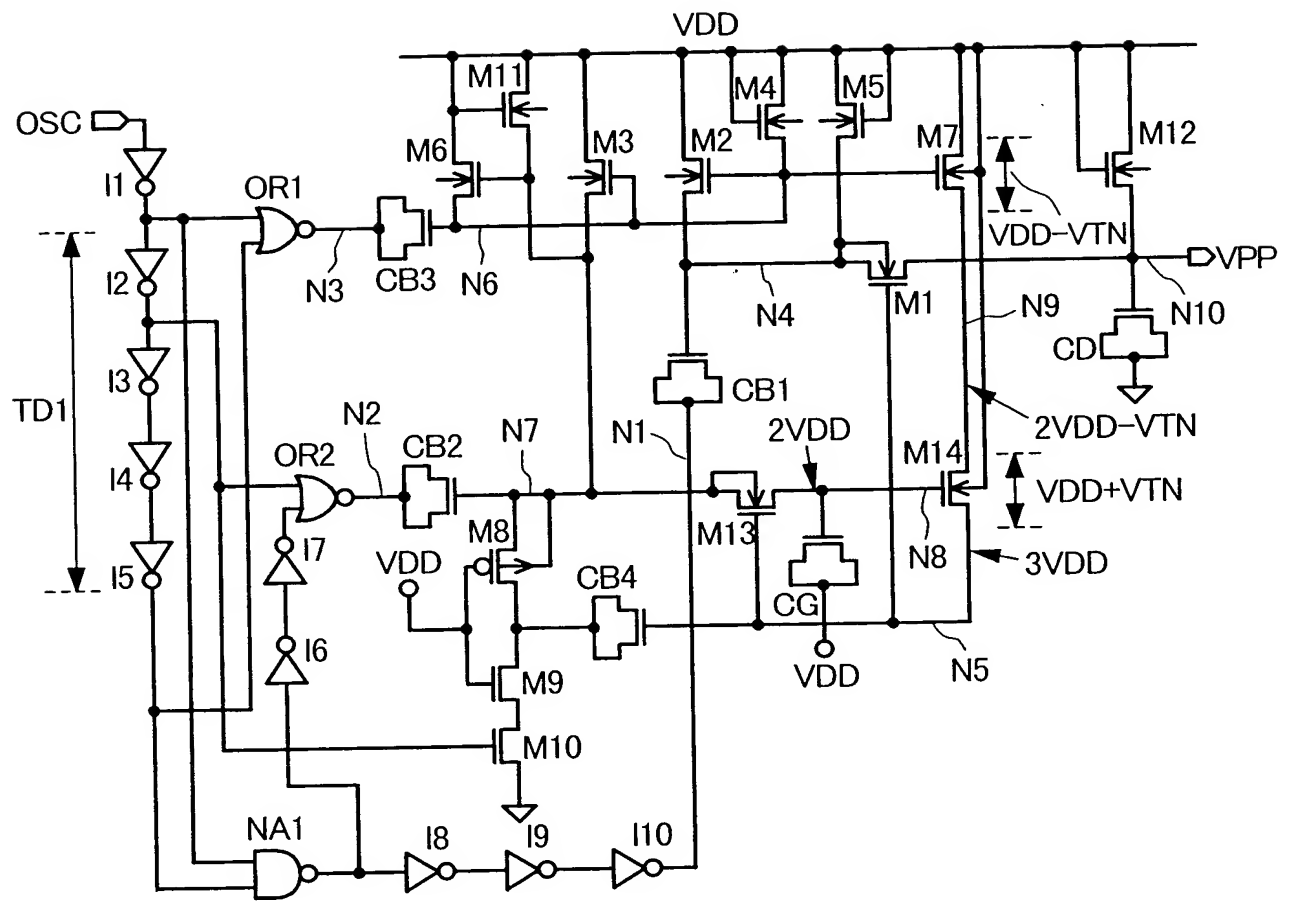 VDD
M11
M4
M5
OSC
M12
M6
M3
M2
M7
I1
OR1
VDD−VTN
N3
CB3
N6
VPP
I2
N4
M1
N10
N9
CD
I3
CB1
TD1
N2
CB2
N7
N1
2VDD
2VDD−VTN
OR2
M14
I4
VDD+VTN
M13
N8
M8
I7
VDD
I5
CB4
3VDD
CG
I6
VDD
N5
M9
M10
NA1
I8
I9
I10